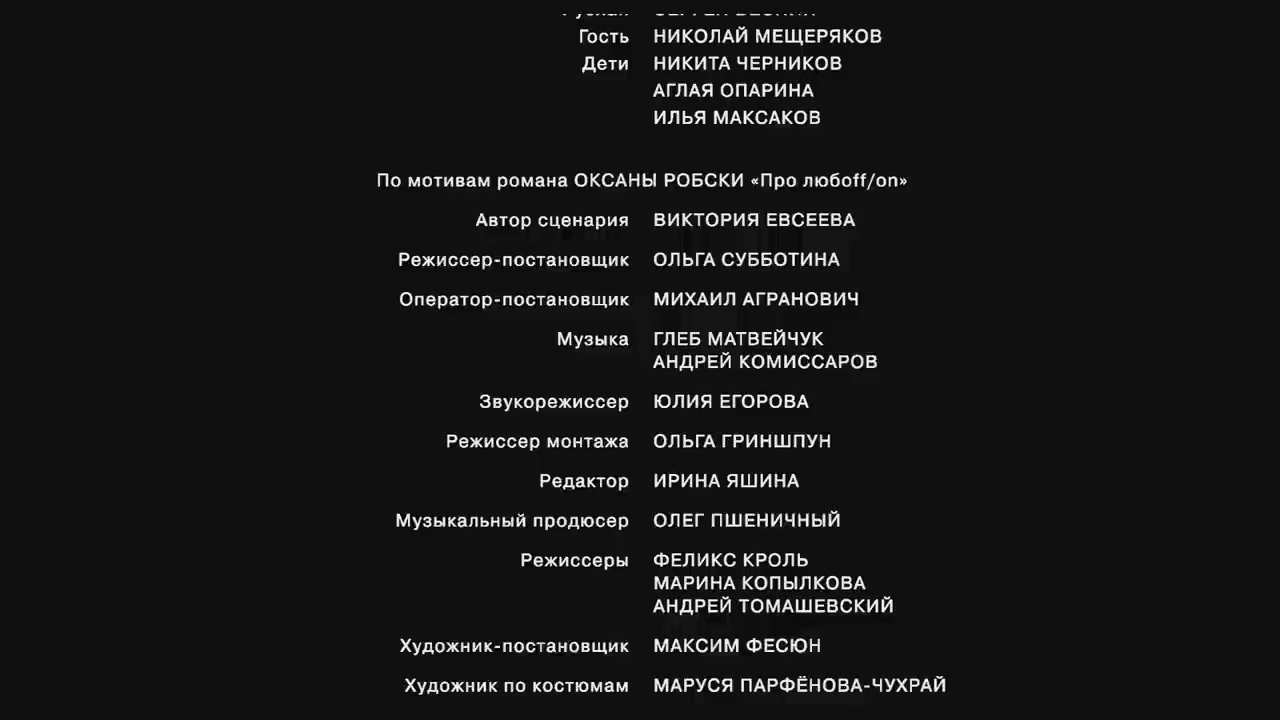 Гость НИКОЛАЙ МЕЩЕРЯКОВ
Дети НИКИТА ЧЕРНИКОВ
АГЛАЯ ОПАРИНА
ИЛЬЯ МАКСАКОВ
По мотивам романа ОКСАНЫ РОБСКИ «Про любоff/on»
Автор сценария ВИКТОРИЯ ЕВСЕЕВА
Режиссер-постановщик ОЛЬГА СУББОТИНА
Оператор-постановщик МИХАИЛ АГРАНОВИЧ
Музыка ГЛЕБ МАТВЕЙЧУК
АНДРЕЙ КОМИССАРОВ
Звукорежиссер ЮЛИЯ ЕГОРОВА
Режиссер монтажа ОЛЬГА ГРИНШПУН
Редактор ИРИНА ЯШИНА
Музыкальный продюсер ОЛЕГ ПШЕНИЧНЫЙ
Режиссеры ФЕЛИКС КРОЛЬ
МАРИНА КОПЫЛКОВА
АНДРЕЙ ТОМАШЕВСКИЙ
Художник-постановщик МАКСИМ ФЕСЮН
Художник по костюмам МАРУСЯ ПАРФЁНОВА-ЧУХРАЙ